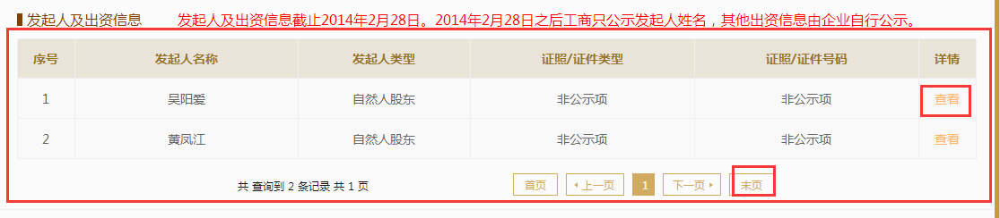 发起人及出资信息 发起人及出资信息截止2014年2月28日。2014年2月28日之后工商只公示发起人姓名，其他出资信息由企业自行公示。
序号 发起人名称 发起人类型 证照/证件类型 证照/证件号码 详情
1 吴阳爱 自然人股东 非公示项 非公示项 查看
2 黄凤江 自然人股东 非公示项 非公示项 查看
共 查询到 2 条记录 共 1 页 首页 上一页 1 下一页 末页